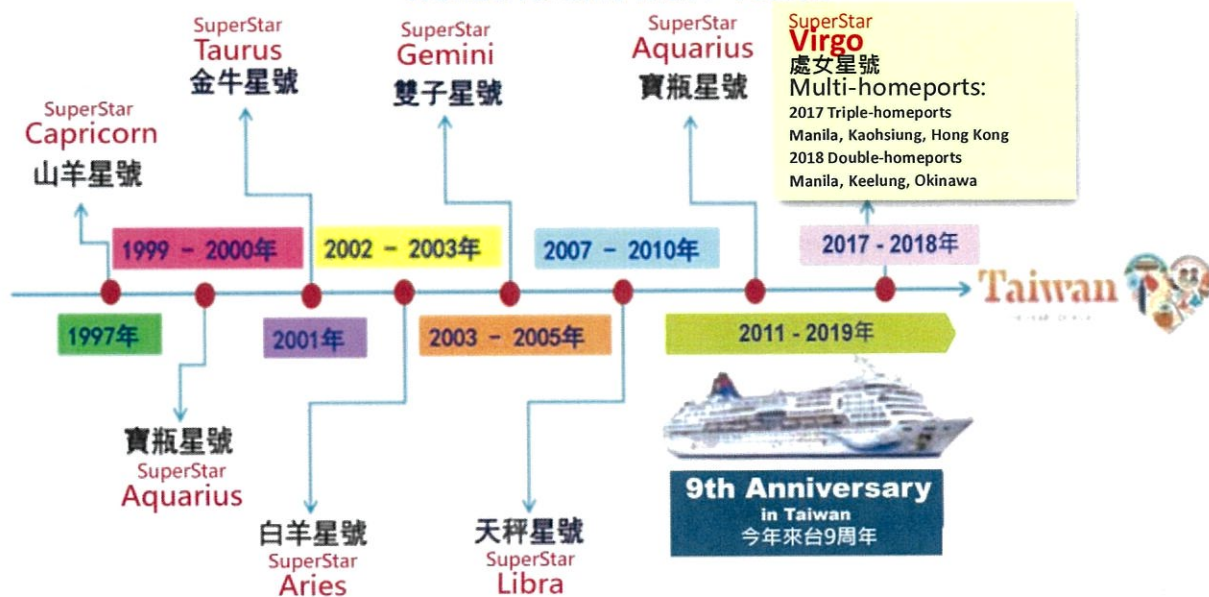 SuperStar
Capricorn
山羊星號
SuperStar
Taurus
金牛星號
SuperStar
Gemini
雙子星號
SuperStar
Aquarius
寶瓶星號
SuperStar
Virgo
處女星號
Multi-homeports:
2017 Triple-homeports
Manila, Kaohsiung, Hong Kong
2018 Double-homeports
Manila, Keelung, Okinawa
1999 – 2000年
2002 – 2003年
2007 – 2010年
2017 - 2018年
Taiwan
1997年
2001年
2003 – 2005年
2011 - 2019年
寶瓶星號
SuperStar
Aquarius
白羊星號
SuperStar
Aries
天秤星號
SuperStar
Libra
9th Anniversary
in Taiwan
今年來台9周年